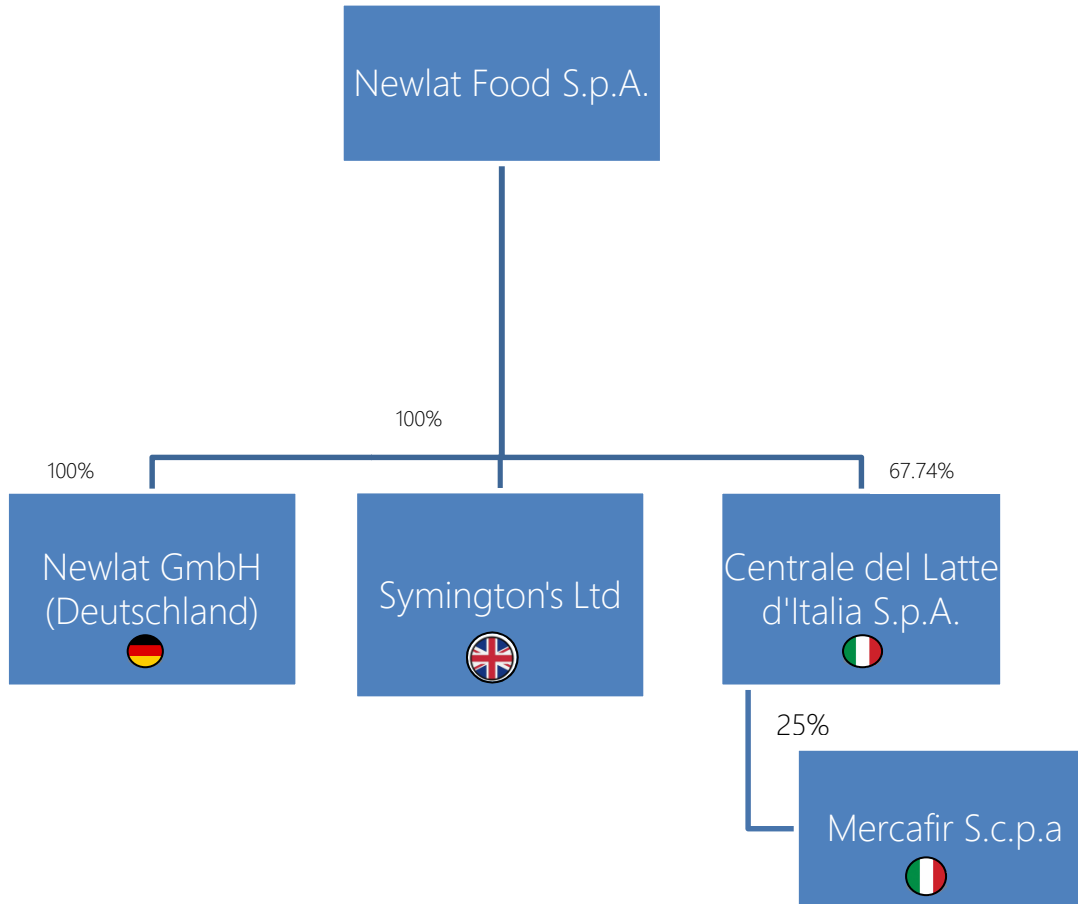 Newlat Food S.p.A.
100%
100%
67.74%
Newlat GmbH
(Deutschland)
Symington's Ltd
Centrale del Latte
d'Italia S.p.A.
25%
Mercafir S.c.p.a